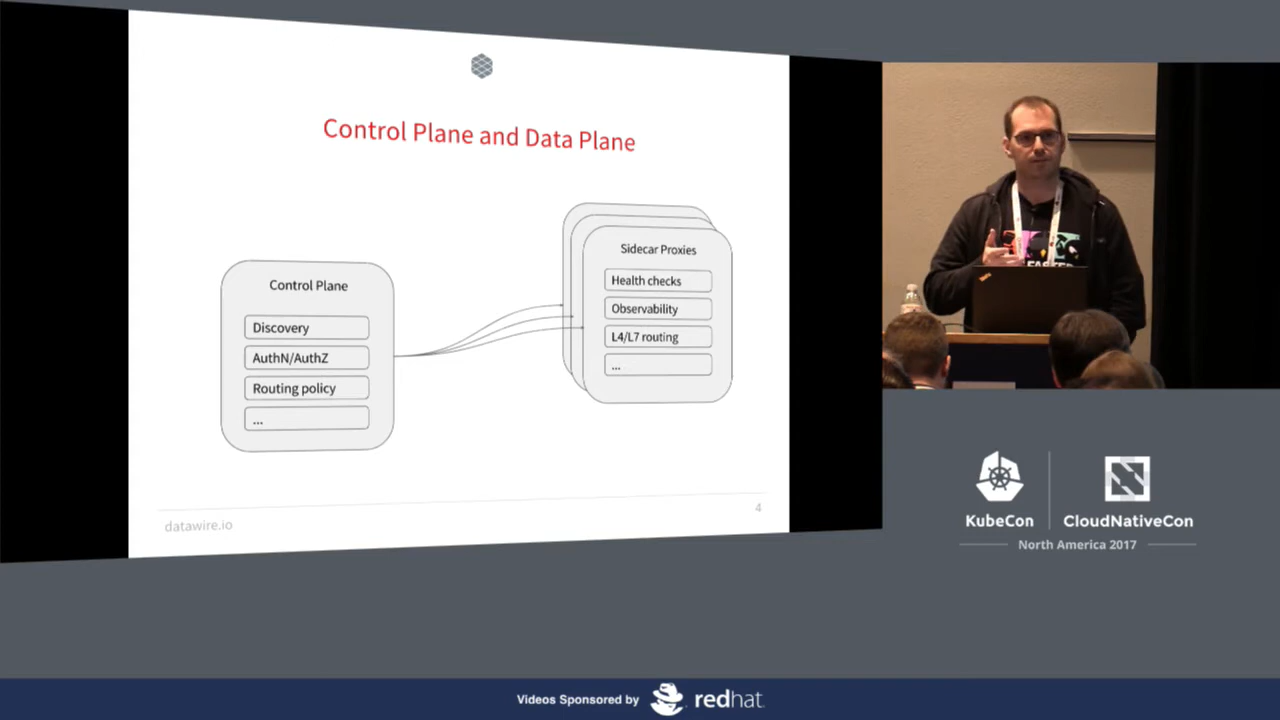 Control Plane and Data Plane
Control Plane
Discovery
AuthN/AuthZ
Routing policy
...
Sidecar Proxies
Health checks
Observability
L4/L7 routing
...
datawire.io
4
KubeCon
CloudNativeCon
North America 2017
Videos Sponsored by
redhat.